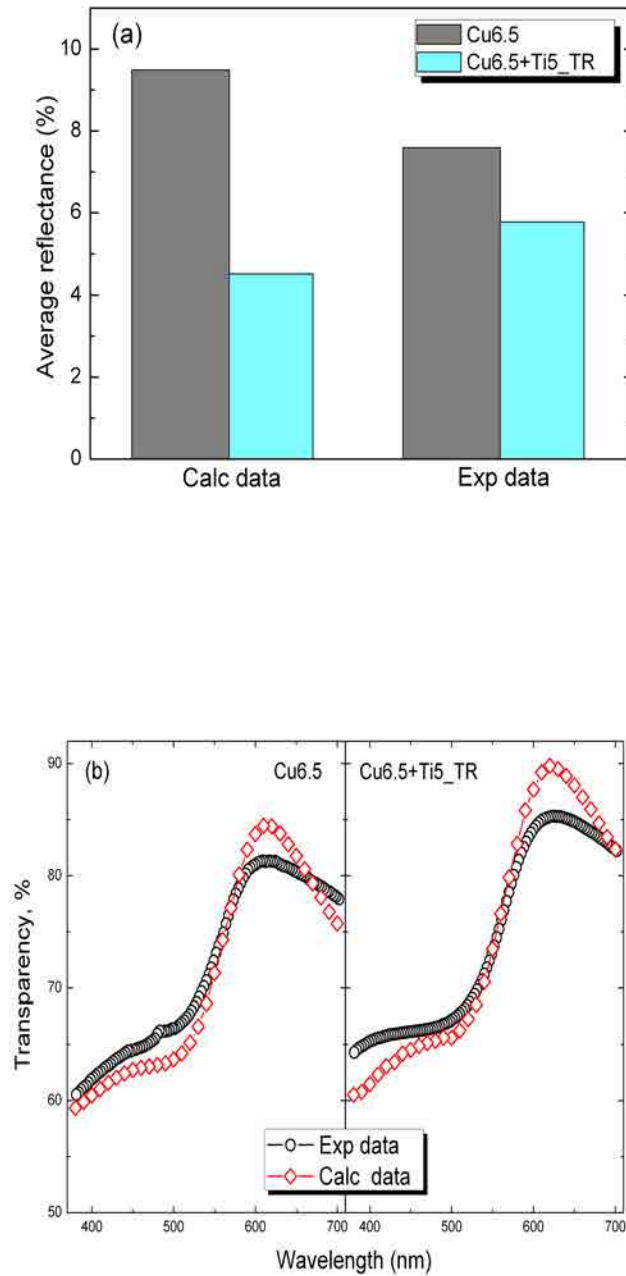 (a)
Cu6.5
Cu6.5+Ti5_TR
Average reflectance (%)
10
8
6
4
2
0
Calc data
Exp data
(b)
Cu6.5
Cu6.5+Ti5_TR
Transparency, %
90
80
70
60
50
Exp data
Calc data
400 500 600 700 400 500 600 700
Wavelength (nm)